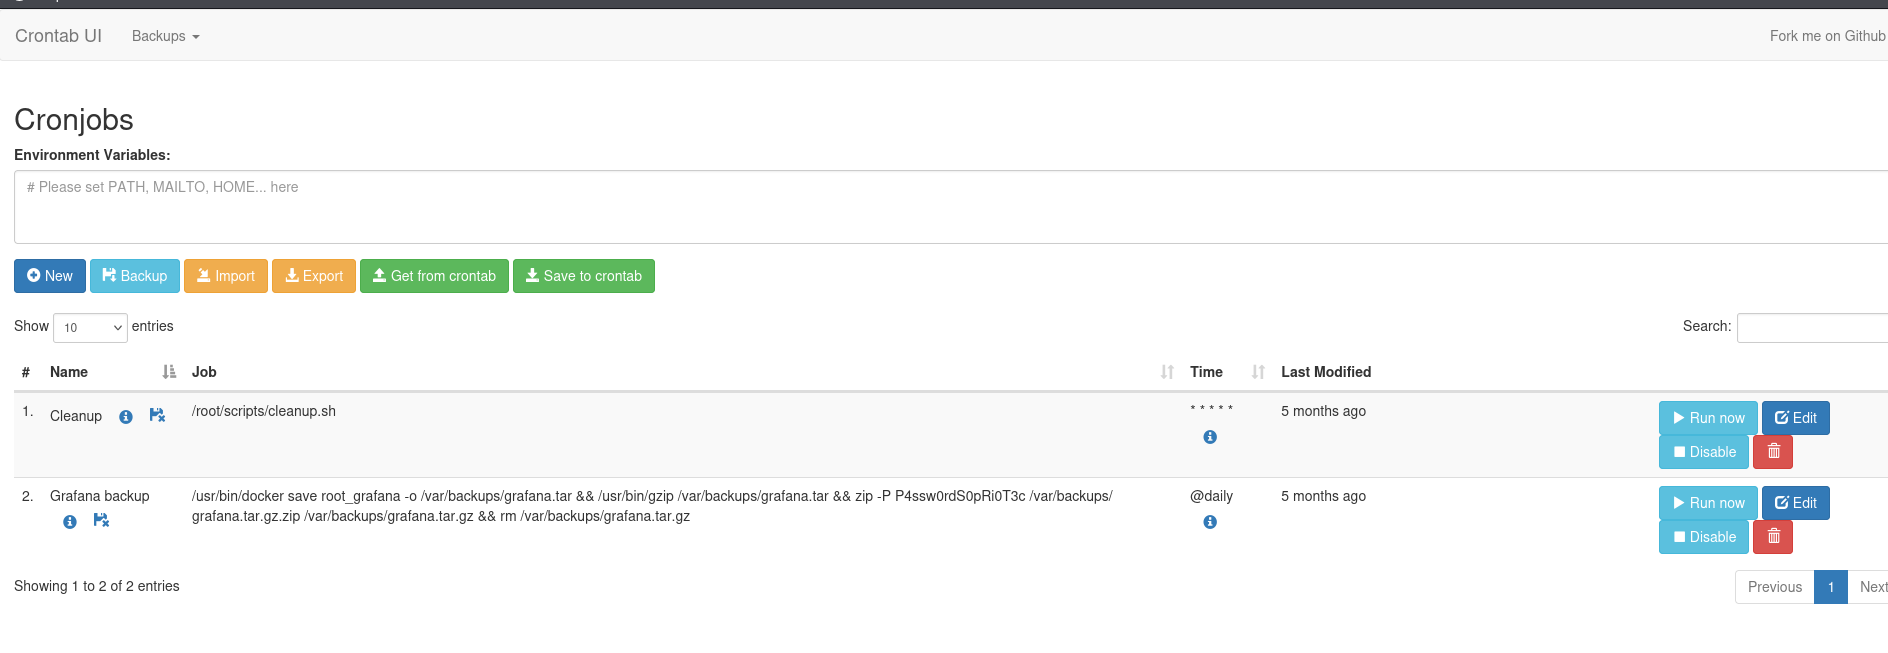 Crontab UI Backups Fork me on Github
Cronjobs
Environment Variables:
# Please set PATH, MAILTO, HOME... here
New Backup Import Export Get from crontab Save to crontab
Show 10 entries Search:
# Name Job Time Last Modified
1. Cleanup /root/scripts/cleanup.sh * * * * * 5 months ago Run now Edit
Disable
2. Grafana backup /usr/bin/docker save root_grafana -o /var/backups/grafana.tar && /usr/bin/gzip /var/backups/grafana.tar && zip -P P4ssw0rdS0pRi0T3c /var/backups/ @daily 5 months ago Run now Edit
grafana.tar.gz.zip /var/backups/grafana.tar.gz && rm /var/backups/grafana.tar.gz
Disable
Showing 1 to 2 of 2 entries Previous 1 Next